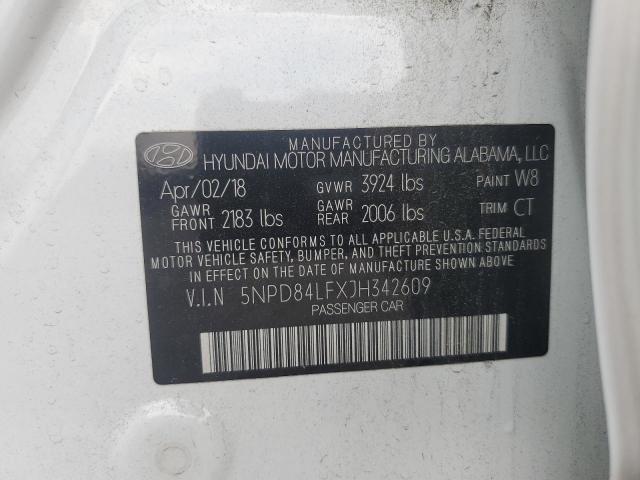 MANUFACTURED BY
HYUNDAI MOTOR MANUFACTURING ALABAMA, LLC
Apr/02/18 GVWR 3924 lbs PAINT W8
GAWR FRONT 2183 lbs GAWR REAR 2006 lbs TRIM CT
THIS VEHICLE CONFORMS TO ALL APPLICABLE U.S.A. FEDERAL
MOTOR VEHICLE SAFETY, BUMPER, AND THEFT PREVENTION STANDARDS
IN EFFECT ON THE DATE OF MANUFACTURE SHOWN ABOVE.
V.I.N 5NPD84LFXJH342609
PASSENGER CAR